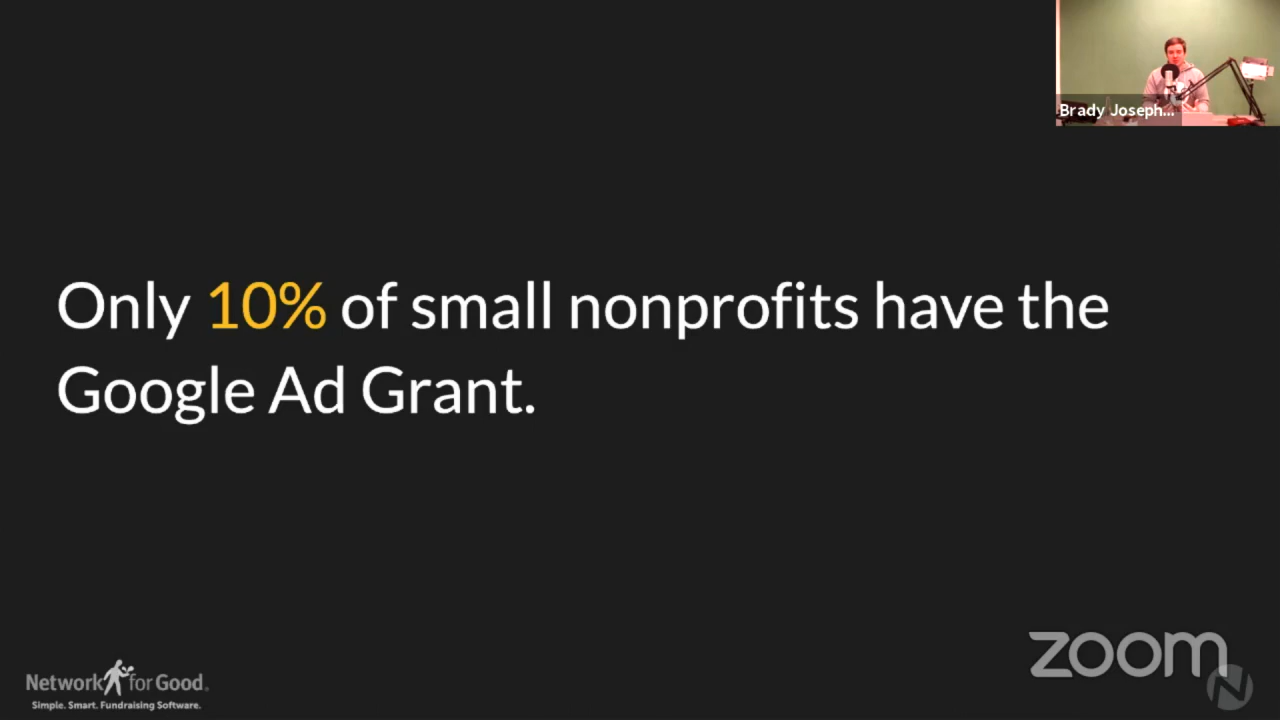 Brady Joseph...
Only 10% of small nonprofits have the
Google Ad Grant.
zoom
N
Network for Good.
Simple. Smart. Fundraising Software.